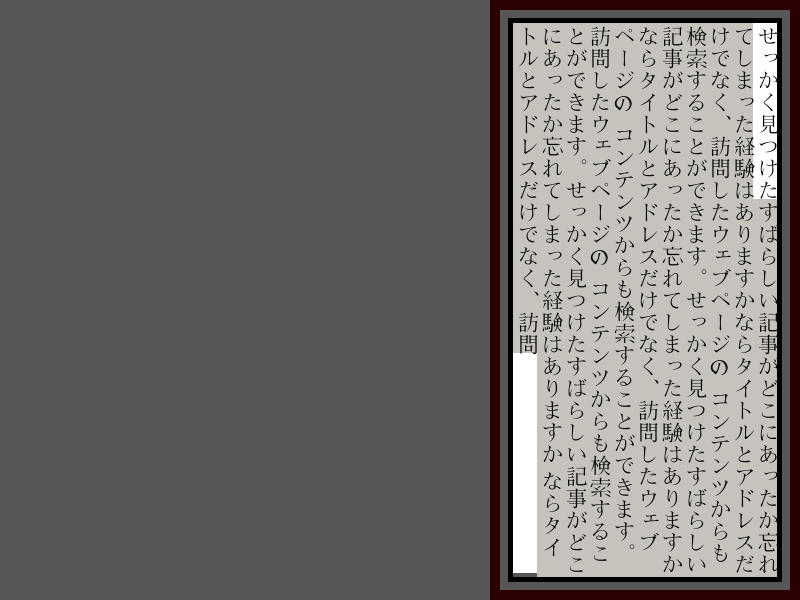 せっかく見つけたすばらしい記事がどこにあったか忘れ
てしまった経験はありますかならタイトルとアドレスだ
けでなく、訪問したウェブページの コンテンツからも
検索することができます。せっかく見つけたすばらしい
記事がどこにあったか忘れてしまった経験はありますか
ならタイトルとアドレスだけでなく、訪問したウェブ
ページの コンテンツからも検索することができます。
訪問したウェブページの コンテンツからも検索するこ
とができます。せっかく見つけたすばらしい記事がどこ
にあったか忘れてしまった経験はありますか ならタイ
トルとアドレスだけでなく、訪問